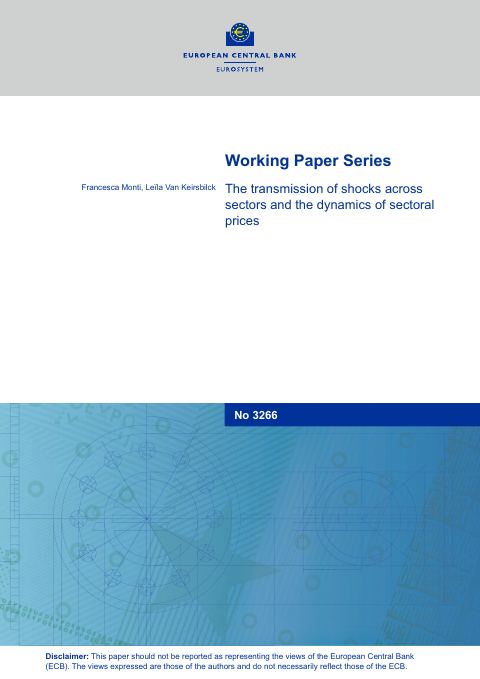 EUROPEAN CENTRAL BANK
EUROSYSTEM
Working Paper Series
Francesca Monti, Leïla Van Keirsbilck
The transmission of shocks across
sectors and the dynamics of sectoral
prices
No 3266
Disclaimer: This paper should not be reported as representing the views of the European Central Bank
(ECB). The views expressed are those of the authors and do not necessarily reflect those of the ECB.